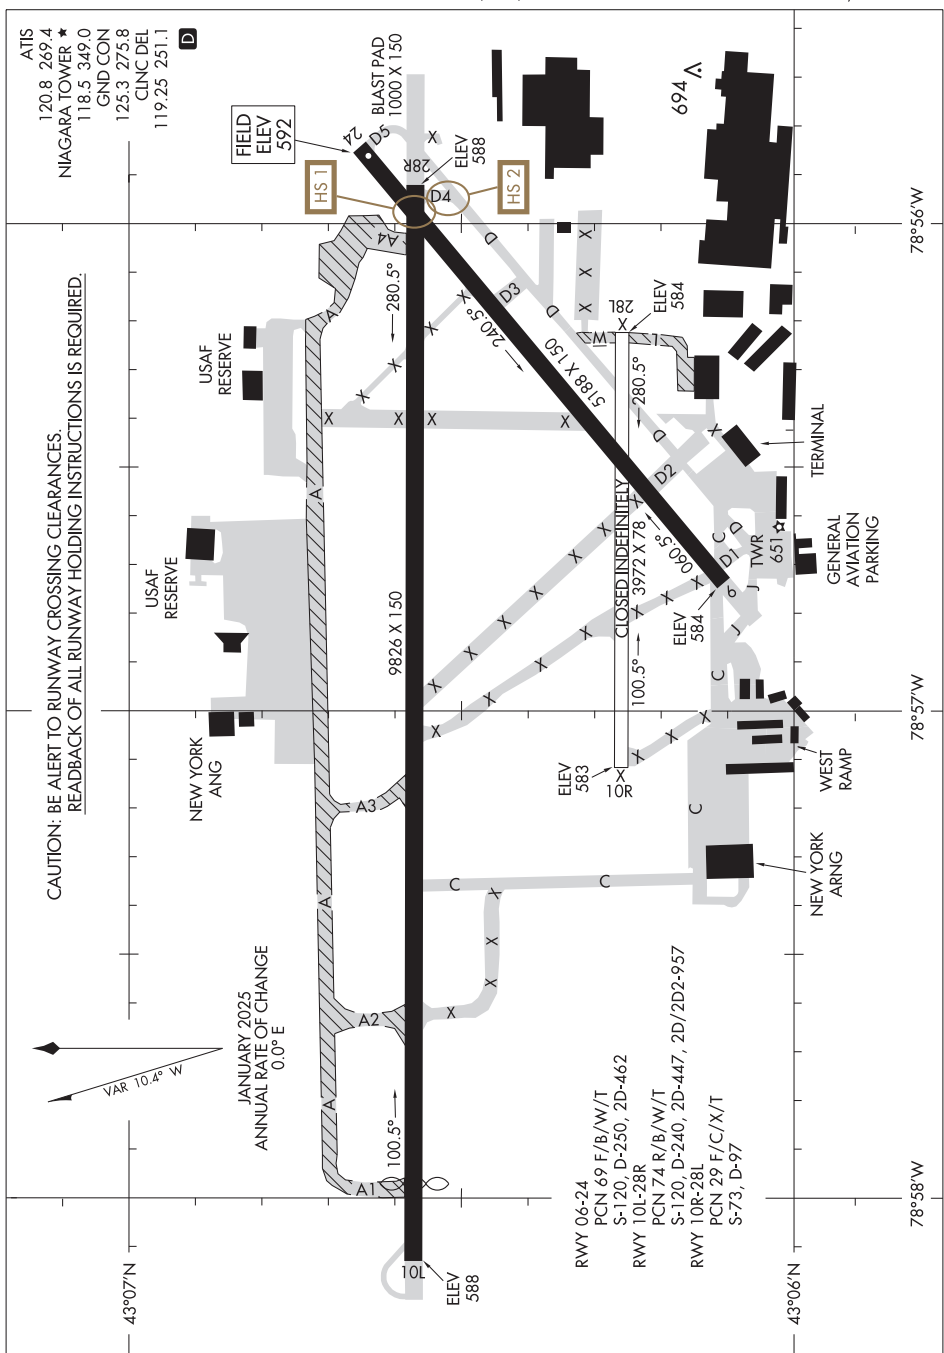 ATIS
120.8 269.4
NIAGARA TOWER ★
118.5 349.0
GND CON
125.3 275.8
CLNC DEL
119.25 251.1
D
CAUTION: BE ALERT TO RUNWAY CROSSING CLEARANCES.
READBACK OF ALL RUNWAY HOLDING INSTRUCTIONS IS REQUIRED.
FIELD
ELEV
592
24
D5
BLAST PAD
1000 X 150
X
28R
ELEV
588
HS 1
D4
HS 2
694
A4
280.5°
A
D
D3
240.5°
D
X
X
X
28L
X
ELEV
584
W
L
280.5°
5188 X 150
USAF
RESERVE
X
X
X
X
X
X
X
X
X
D
D2
X
TERMINAL
A
USAF
RESERVE
CLOSED INDEFINITELY
3972 X 78
100.5°
060.5°
X
X
X
X
X
X
X
C
D
D1
TWR
651
6
J
J
ELEV
584
GENERAL
AVIATION
PARKING
9826 X 150
X
X
X
X
X
X
X
X
X
X
C
NEW YORK
ANG
ELEV
583
X
10R
WEST
RAMP
A3
C
A
C
C
NEW YORK
ARNG
X
X
X
X
A2
A
JANUARY 2025
ANNUAL RATE OF CHANGE
0.0° E
VAR 10.4° W
100.5°
A1
10L
ELEV
588
RWY 06-24
PCN 69 F/B/W/T
S-120, D-250, 2D-462
RWY 10L-28R
PCN 74 R/B/W/T
S-120, D-240, 2D-447, 2D/2D2-957
RWY 10R-28L
PCN 29 F/C/X/T
S-73, D-97
78°56'W
78°57'W
78°58'W
43°07'N
43°06'N